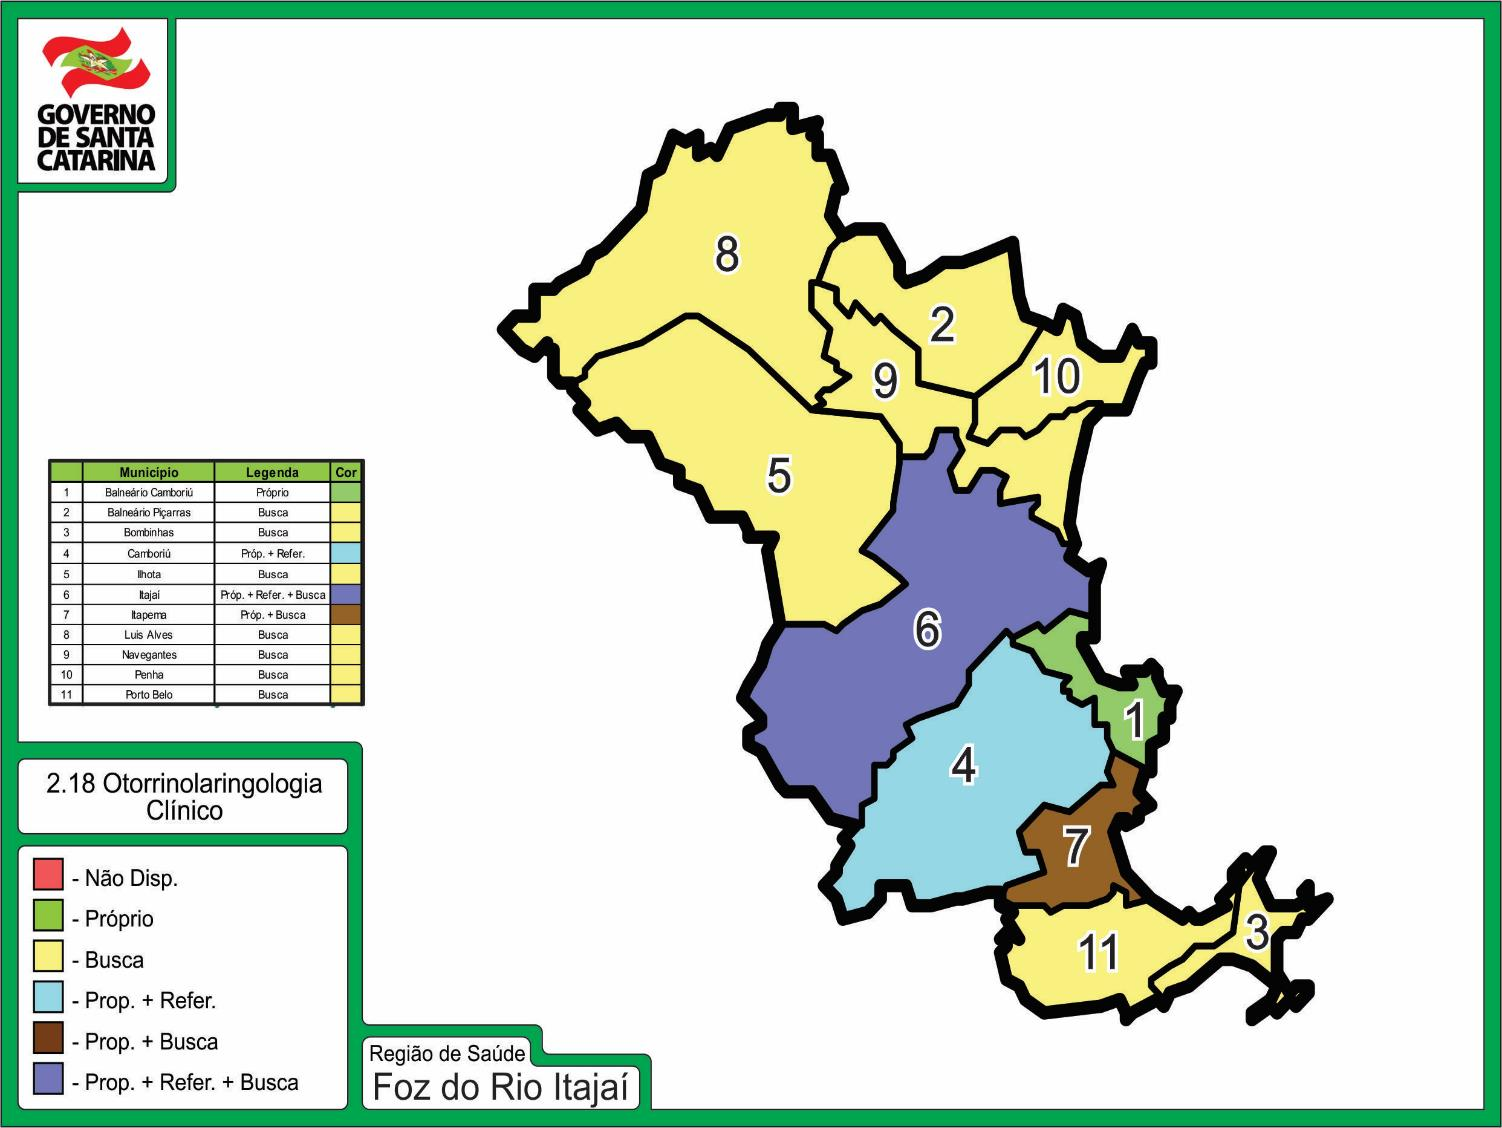 GOVERNO
DE SANTA
CATARINA
8
2
10
9
5
6
1
4
7
3
11
Município Legenda Cor
1 Balneário Camboriú Próprio
2 Balneário Piçarras Busca
3 Bombinhas Busca
4 Camboriú Próp. + Refer.
5 Ilhota Busca
6 Itajaí Próp. + Refer. + Busca
7 Itapema Próp. + Busca
8 Luis Alves Busca
9 Navegantes Busca
10 Penha Busca
11 Porto Belo Busca
2.18 Otorrinolaringologia
Clínico
- Não Disp.
- Próprio
- Busca
- Prop. + Refer.
- Prop. + Busca
- Prop. + Refer. + Busca
Região de Saúde
Foz do Rio Itajaí